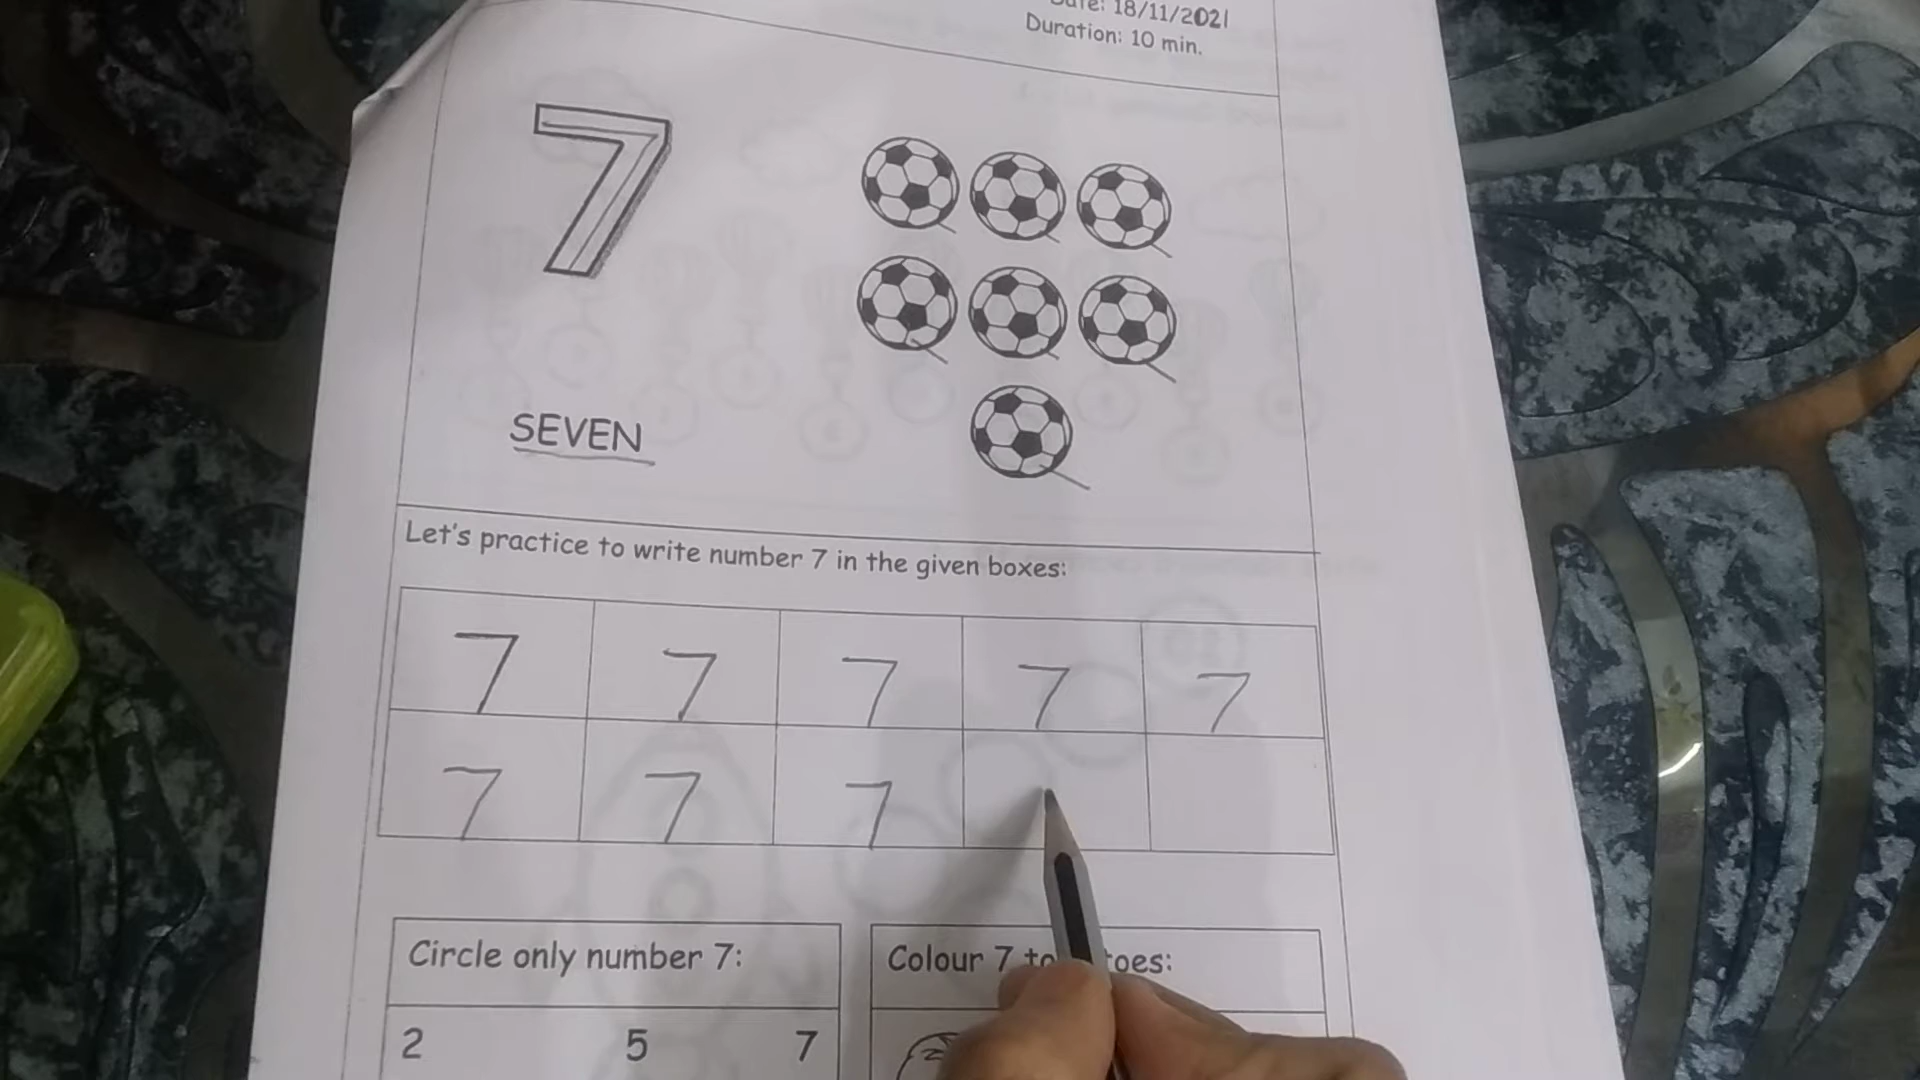 Date: 18/11/2021
Duration: 10 min.
7
SEVEN
Let's practice to write number 7 in the given boxes:
7 7 7 7 7
7 7 7
Circle only number 7:
2 5 7
Colour 7